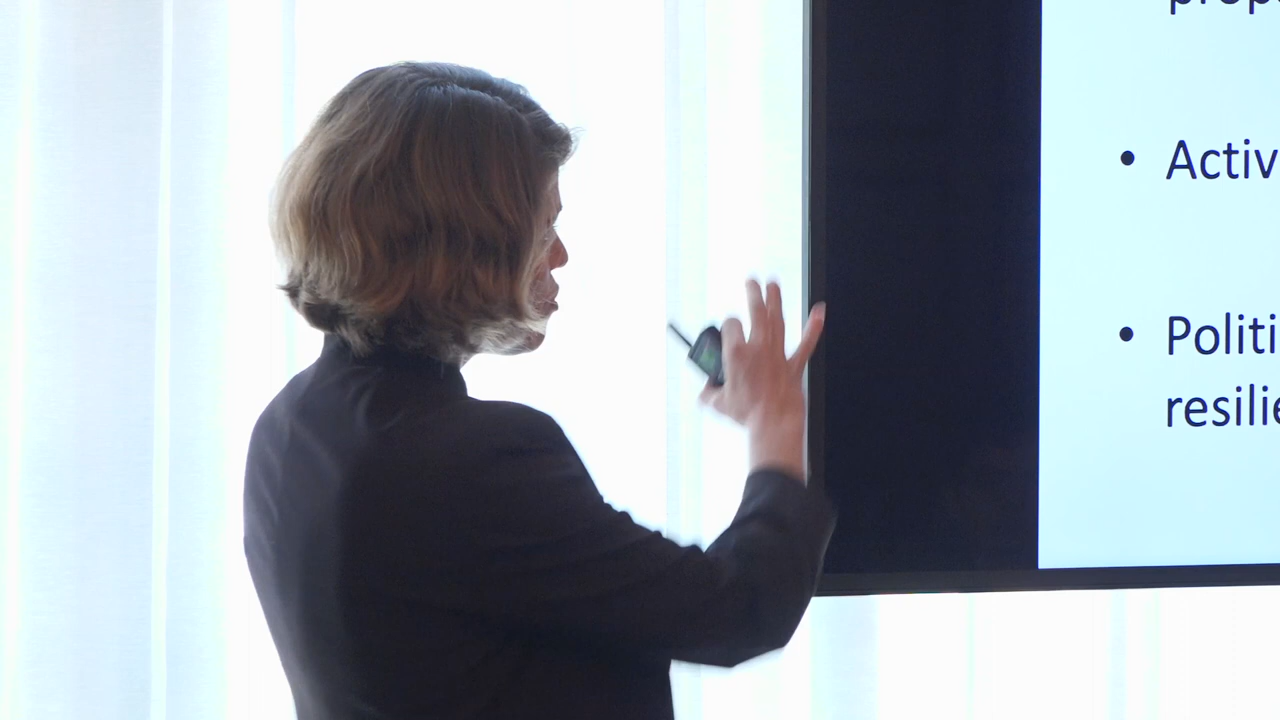 • Activ
• Politi
resilie